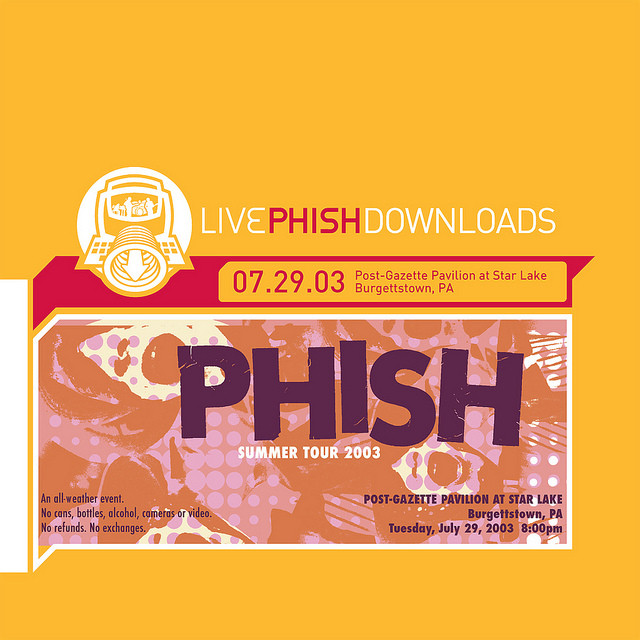 LIVEPHISHDOWNLOADS
07.29.03
Post-Gazette Pavilion at Star Lake
Burgettstown, PA
PHISH
SUMMER TOUR 2003
An all-weather event.
No cans, bottles, alcohol, cameras or video.
No refunds. No exchanges.
POST-GAZETTE PAVILION AT STAR LAKE
Burgettstown, PA
Tuesday, July 29, 2003 8:00pm